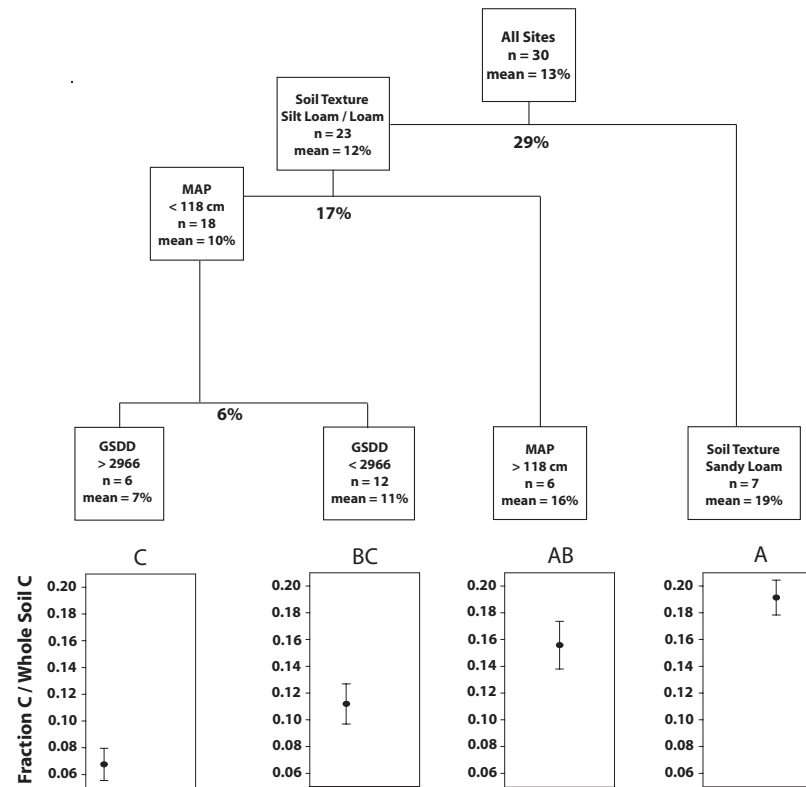 All Sites
n = 30
mean = 13%
Soil Texture
Silt Loam / Loam
n = 23
mean = 12%
29%
MAP
< 118 cm
n = 18
mean = 10%
17%
6%
GSDD
> 2966
n = 6
mean = 7%
GSDD
< 2966
n = 12
mean = 11%
MAP
> 118 cm
n = 6
mean = 16%
Soil Texture
Sandy Loam
n = 7
mean = 19%
C
BC
AB
A
Fraction C / Whole Soil C
0.20
0.18
0.16
0.14
0.12
0.10
0.08
0.06
0.20
0.18
0.16
0.14
0.12
0.10
0.08
0.06
0.20
0.18
0.16
0.14
0.12
0.10
0.08
0.06
0.20
0.18
0.16
0.14
0.12
0.10
0.08
0.06